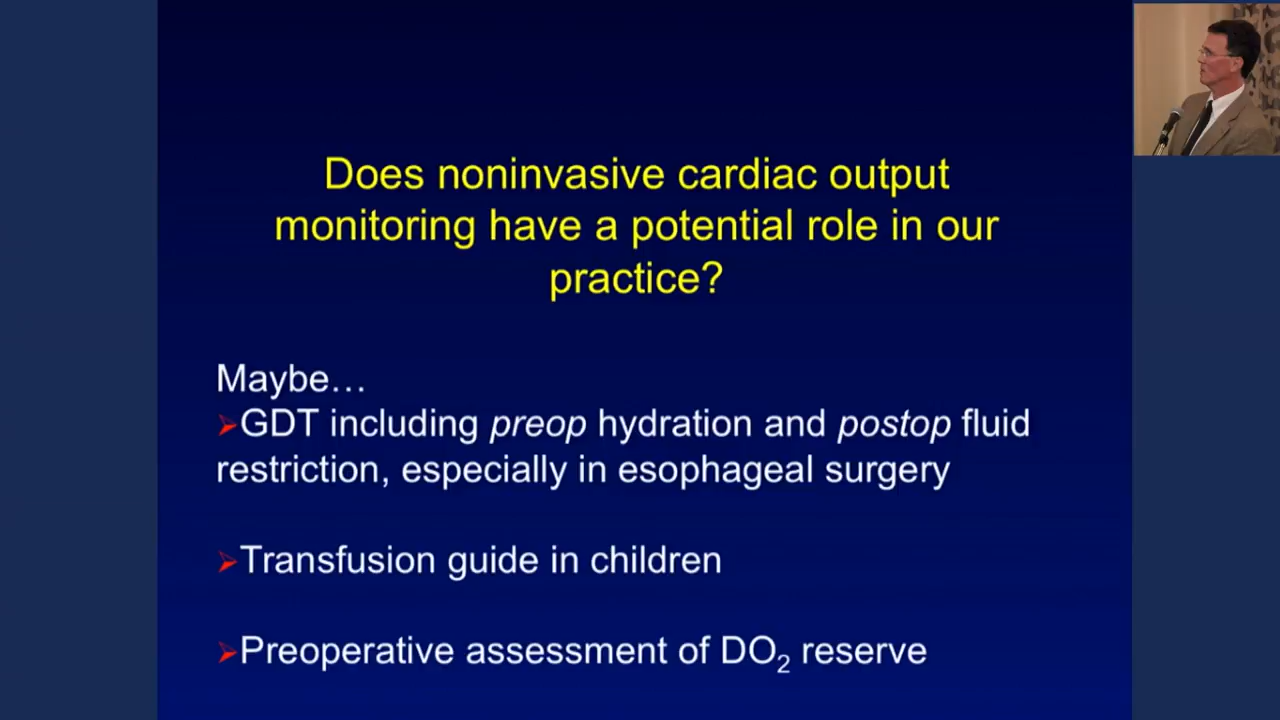 Does noninvasive cardiac output
monitoring have a potential role in our
practice?
Maybe…
➢GDT including preop hydration and postop fluid
restriction, especially in esophageal surgery
➢Transfusion guide in children
➢Preoperative assessment of DO₂ reserve